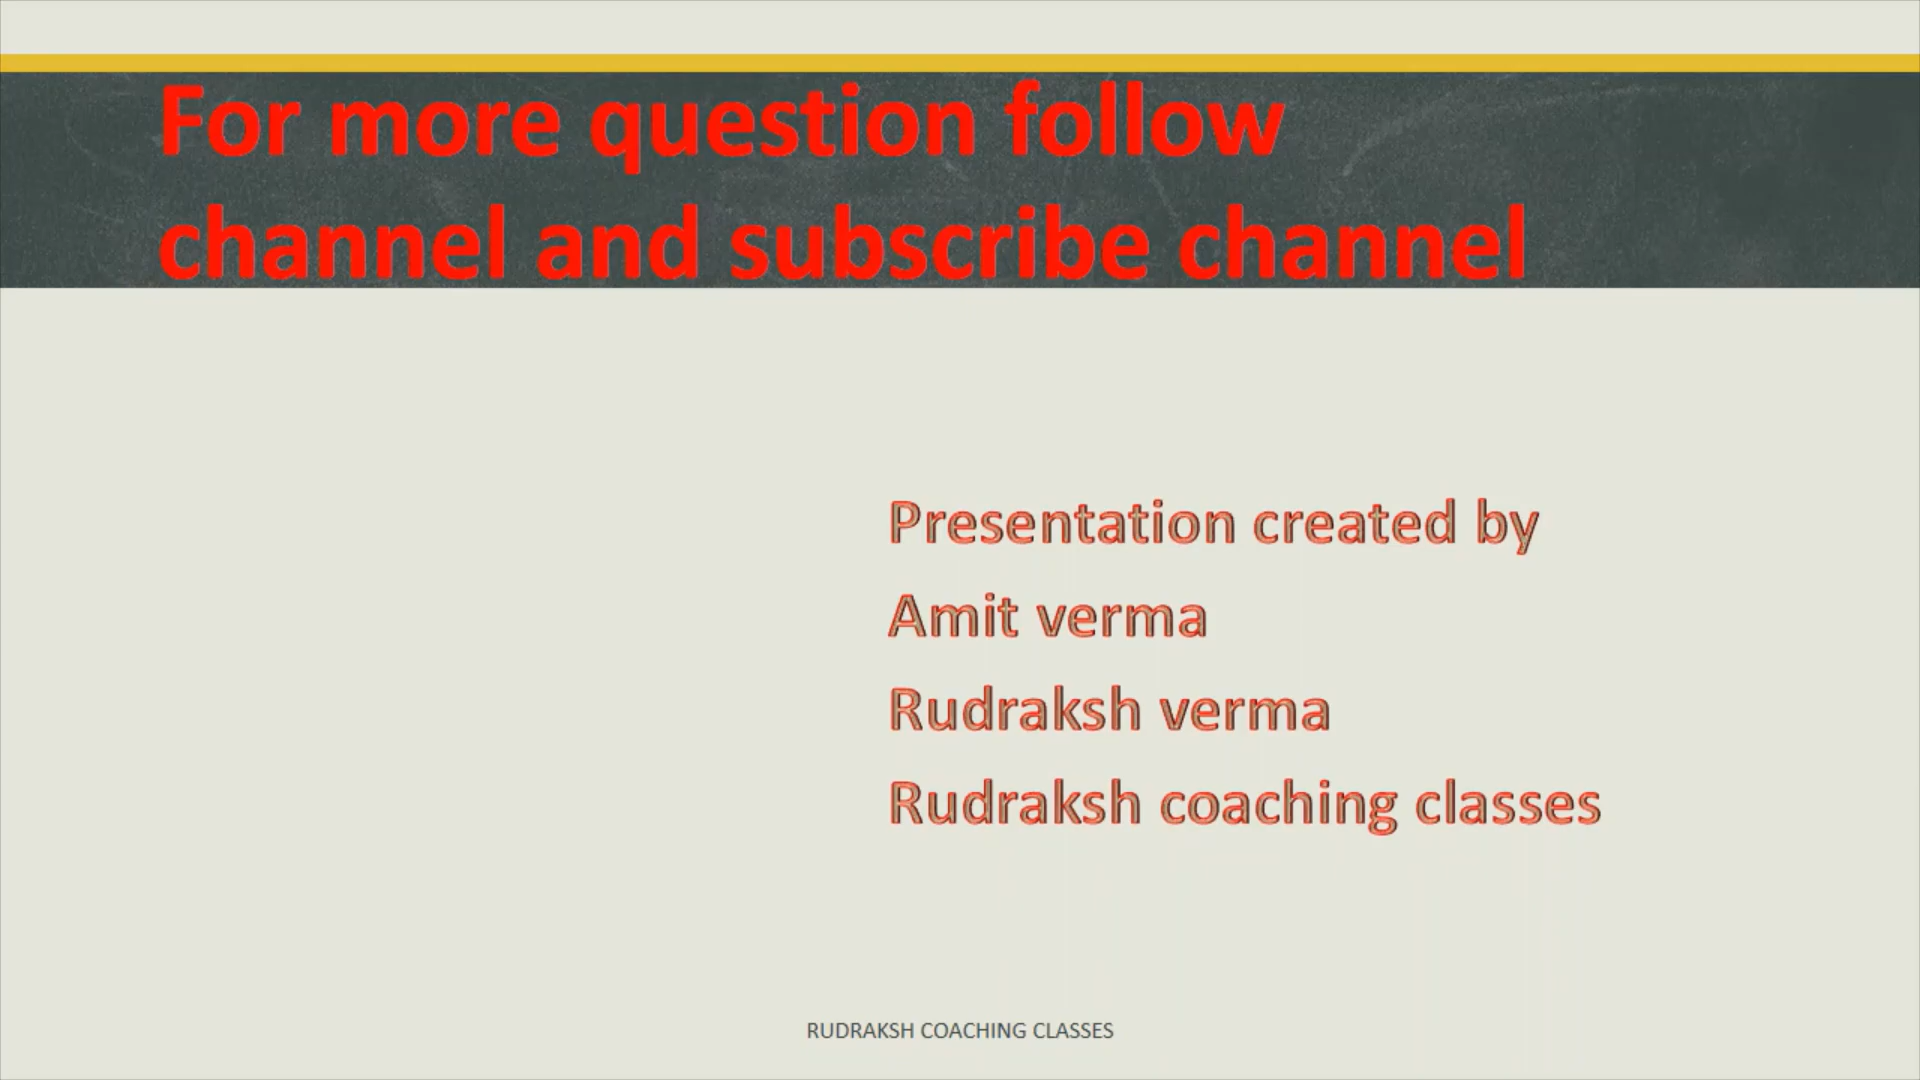 For more question follow
channel and subscribe channel
Presentation created by
Amit verma
Rudraksh verma
Rudraksh coaching classes
RUDRAKSH COACHING CLASSES